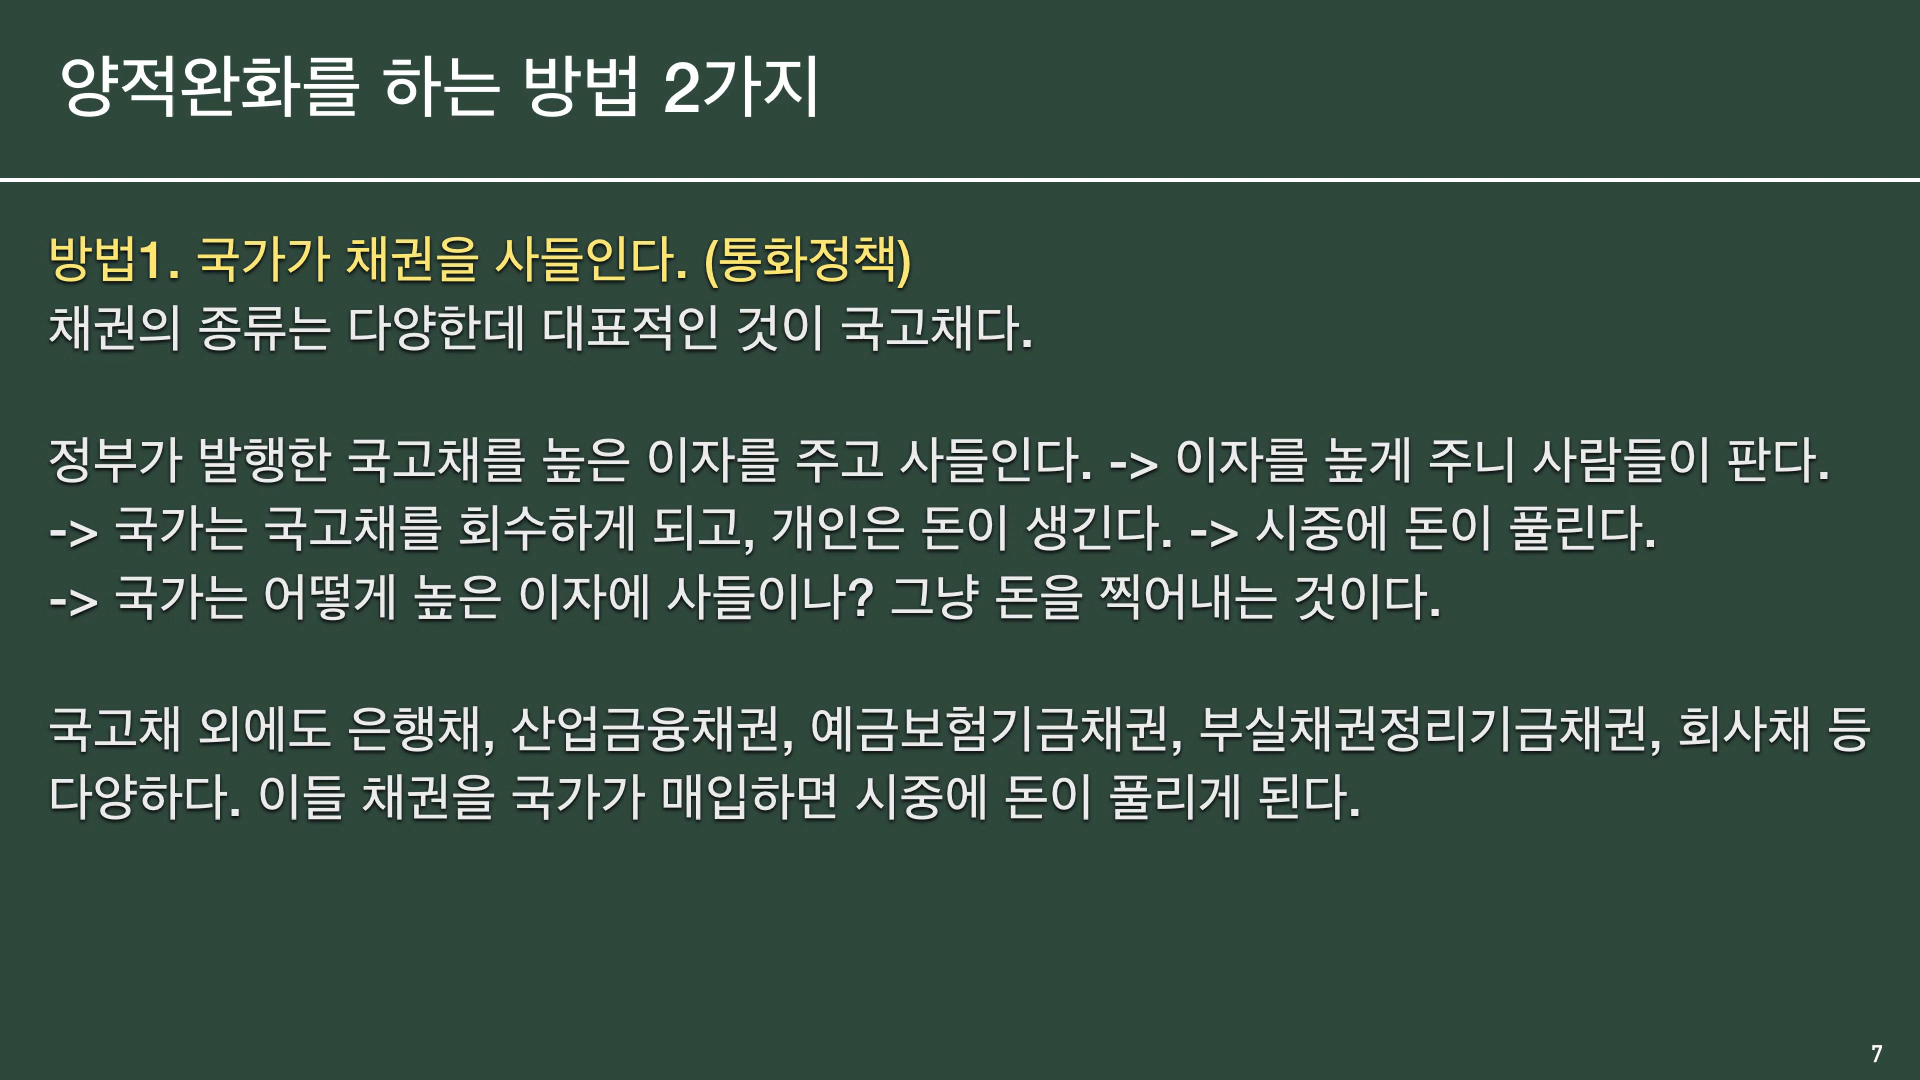 양적완화를 하는 방법 2가지
방법1. 국가가 채권을 사들인다. (통화정책)
채권의 종류는 다양한데 대표적인 것이 국고채다.
정부가 발행한 국고채를 높은 이자를 주고 사들인다. -> 이자를 높게 주니 사람들이 판다.
-> 국가는 국고채를 회수하게 되고, 개인은 돈이 생긴다. -> 시중에 돈이 풀린다.
-> 국가는 어떻게 높은 이자에 사들이나? 그냥 돈을 찍어내는 것이다.
국고채 외에도 은행채, 산업금융채권, 예금보험기금채권, 부실채권정리기금채권, 회사채 등
다양하다. 이들 채권을 국가가 매입하면 시중에 돈이 풀리게 된다.
7